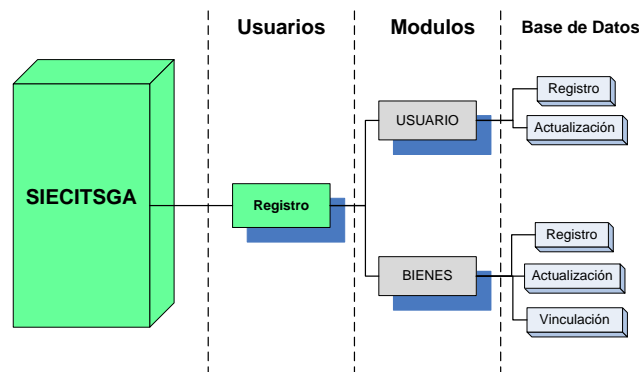 Usuarios
Modulos
Base de Datos
SIECITSGA
Registro
USUARIO
Registro
Actualización
BIENES
Registro
Actualización
Vinculación